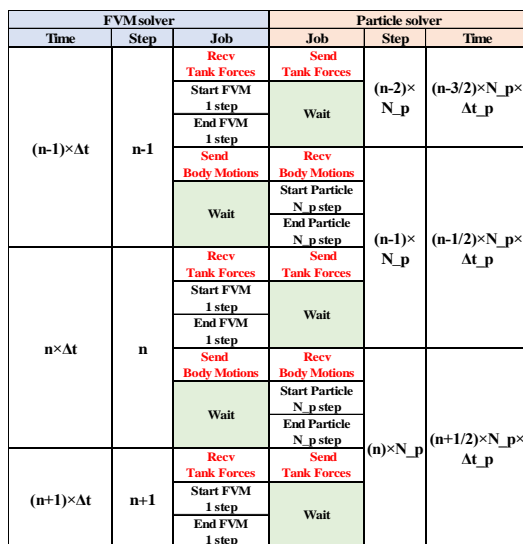 FVM solver Particle solver
Time Step Job Job Step Time
Recv Send
Tank Forces Tank Forces
Start FVM
1 step
End FVM
1 step
Wait
(n-1)×Δt n-1
(n-2)×
N_p
(n-3/2)×N_p×
Δt_p
Send Recv
Body Motions Body Motions
Wait
Start Particle
N_p step
End Particle
N_p step
(n-1)×
N_p
(n-1/2)×N_p×
Δt_p
Recv Send
Tank Forces Tank Forces
Start FVM
1 step
End FVM
1 step
Wait
n×Δt n
Send Recv
Body Motions Body Motions
Wait
Start Particle
N_p step
End Particle
N_p step
(n)×N_p
(n+1/2)×N_p×
Δt_p
Recv Send
Tank Forces Tank Forces
(n+1)×Δt n+1
Start FVM
1 step
End FVM
1 step
Wait